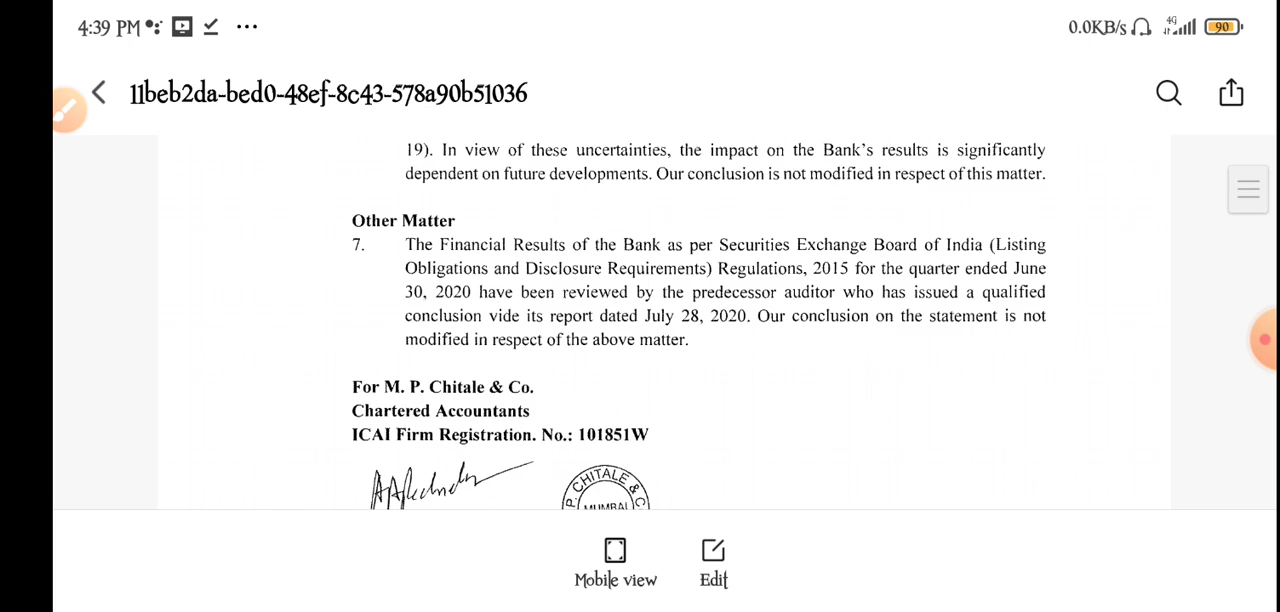 4:39 PM
0.0KB/s 4G 90
11beb2da-bed0-48ef-8c43-578a90b51036
19). In view of these uncertainties, the impact on the Bank's results is significantly
dependent on future developments. Our conclusion is not modified in respect of this matter.
Other Matter
7. The Financial Results of the Bank as per Securities Exchange Board of India (Listing
Obligations and Disclosure Requirements) Regulations, 2015 for the quarter ended June
30, 2020 have been reviewed by the predecessor auditor who has issued a qualified
conclusion vide its report dated July 28, 2020. Our conclusion on the statement is not
modified in respect of the above matter.
For M. P. Chitale & Co.
Chartered Accountants
ICAI Firm Registration. No.: 101851W
P. CHITALE & C
MUMBAI
Mobile view
Edit